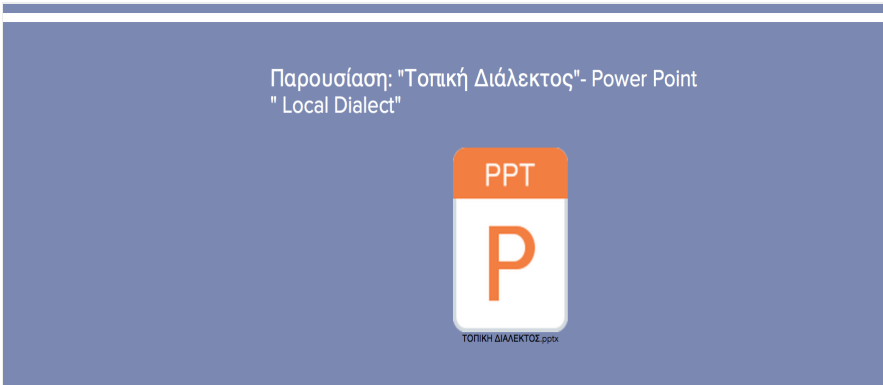 Παρουσίαση: "Τοπική Διάλεκτος"- Power Point
" Local Dialect"
PPT
P
ΤΟΠΙΚΗ ΔΙΑΛΕΚΤΟΣ.pptx